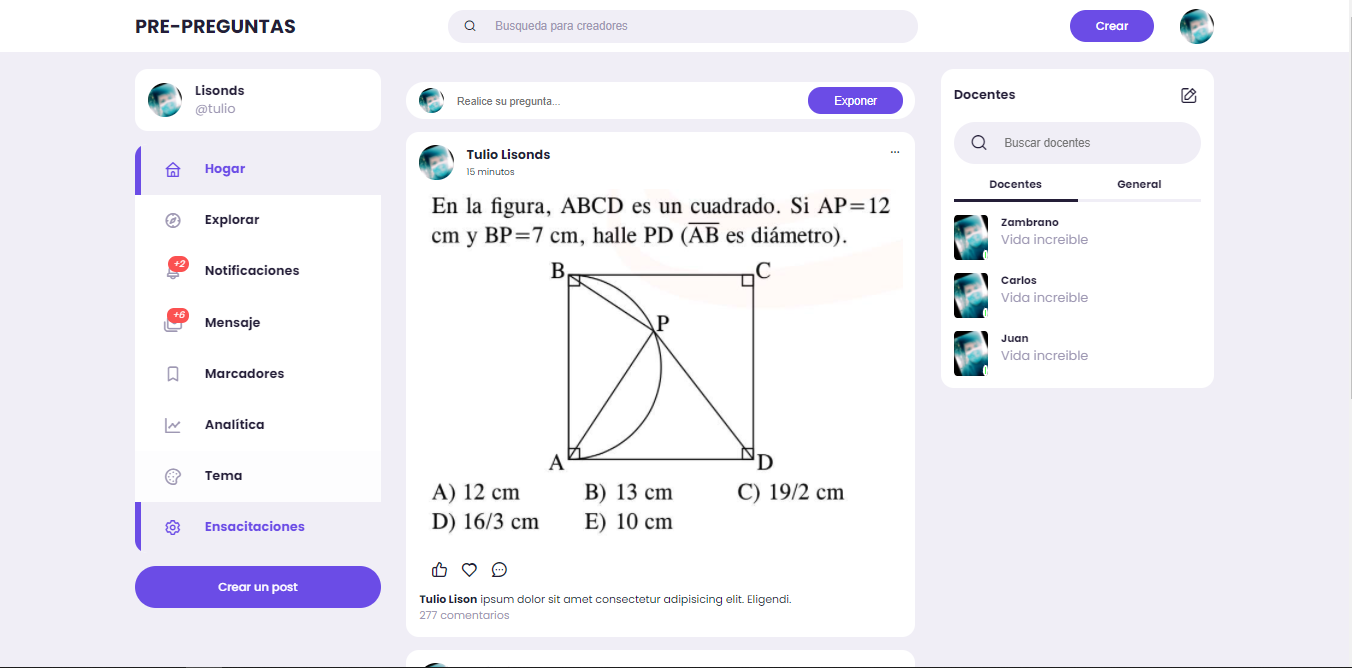 PRE-PREGUNTAS
Busqueda para creadores
Crear
Lisonds
@tulio
Hogar
Explorar
+2
Notificaciones
+6
Mensaje
Marcadores
Analítica
Tema
Ensacitaciones
Crear un post
Realice su pregunta...
Exponer
Tulio Lisonds
15 minutos
En la figura, ABCD es un cuadrado. Si AP=12
cm y BP=7 cm, halle PD (AB es diámetro).
B
C
P
A
D
A) 12 cm B) 13 cm C) 19/2 cm
D) 16/3 cm E) 10 cm
Tulio Lison ipsum dolor sit amet consectetur adipisicing elit. Eligendi.
277 comentarios
Docentes
Buscar docentes
Docentes General
Zambrano
Vida increible
Carlos
Vida increible
Juan
Vida increible